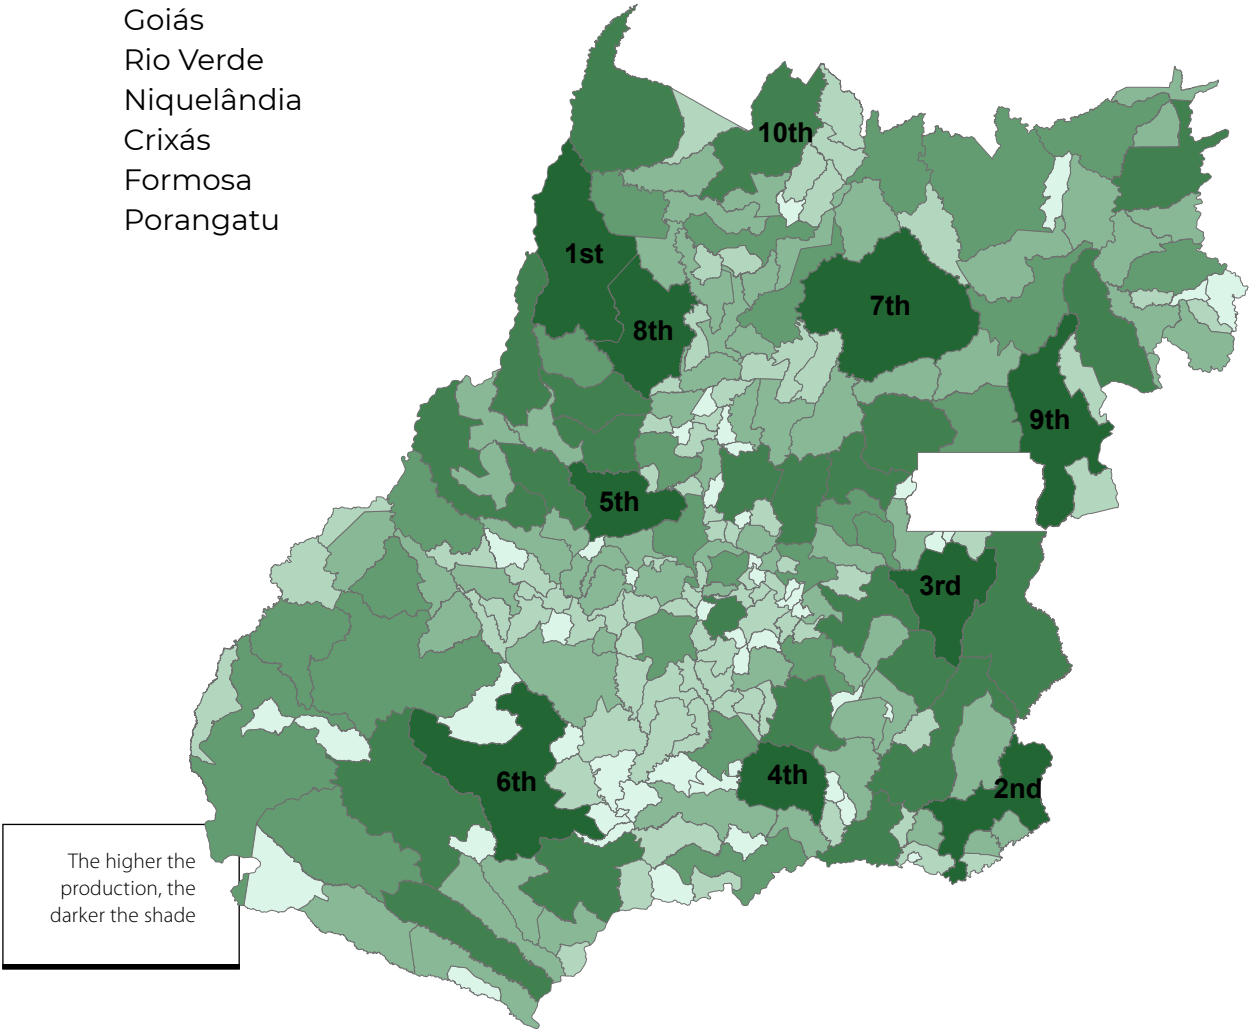 Goiás
Rio Verde
Niquelândia
Crixás
Formosa
Porangatu
10th
1st
7th
8th
9th
5th
3rd
4th
6th
2nd
The higher the
production, the
darker the shade